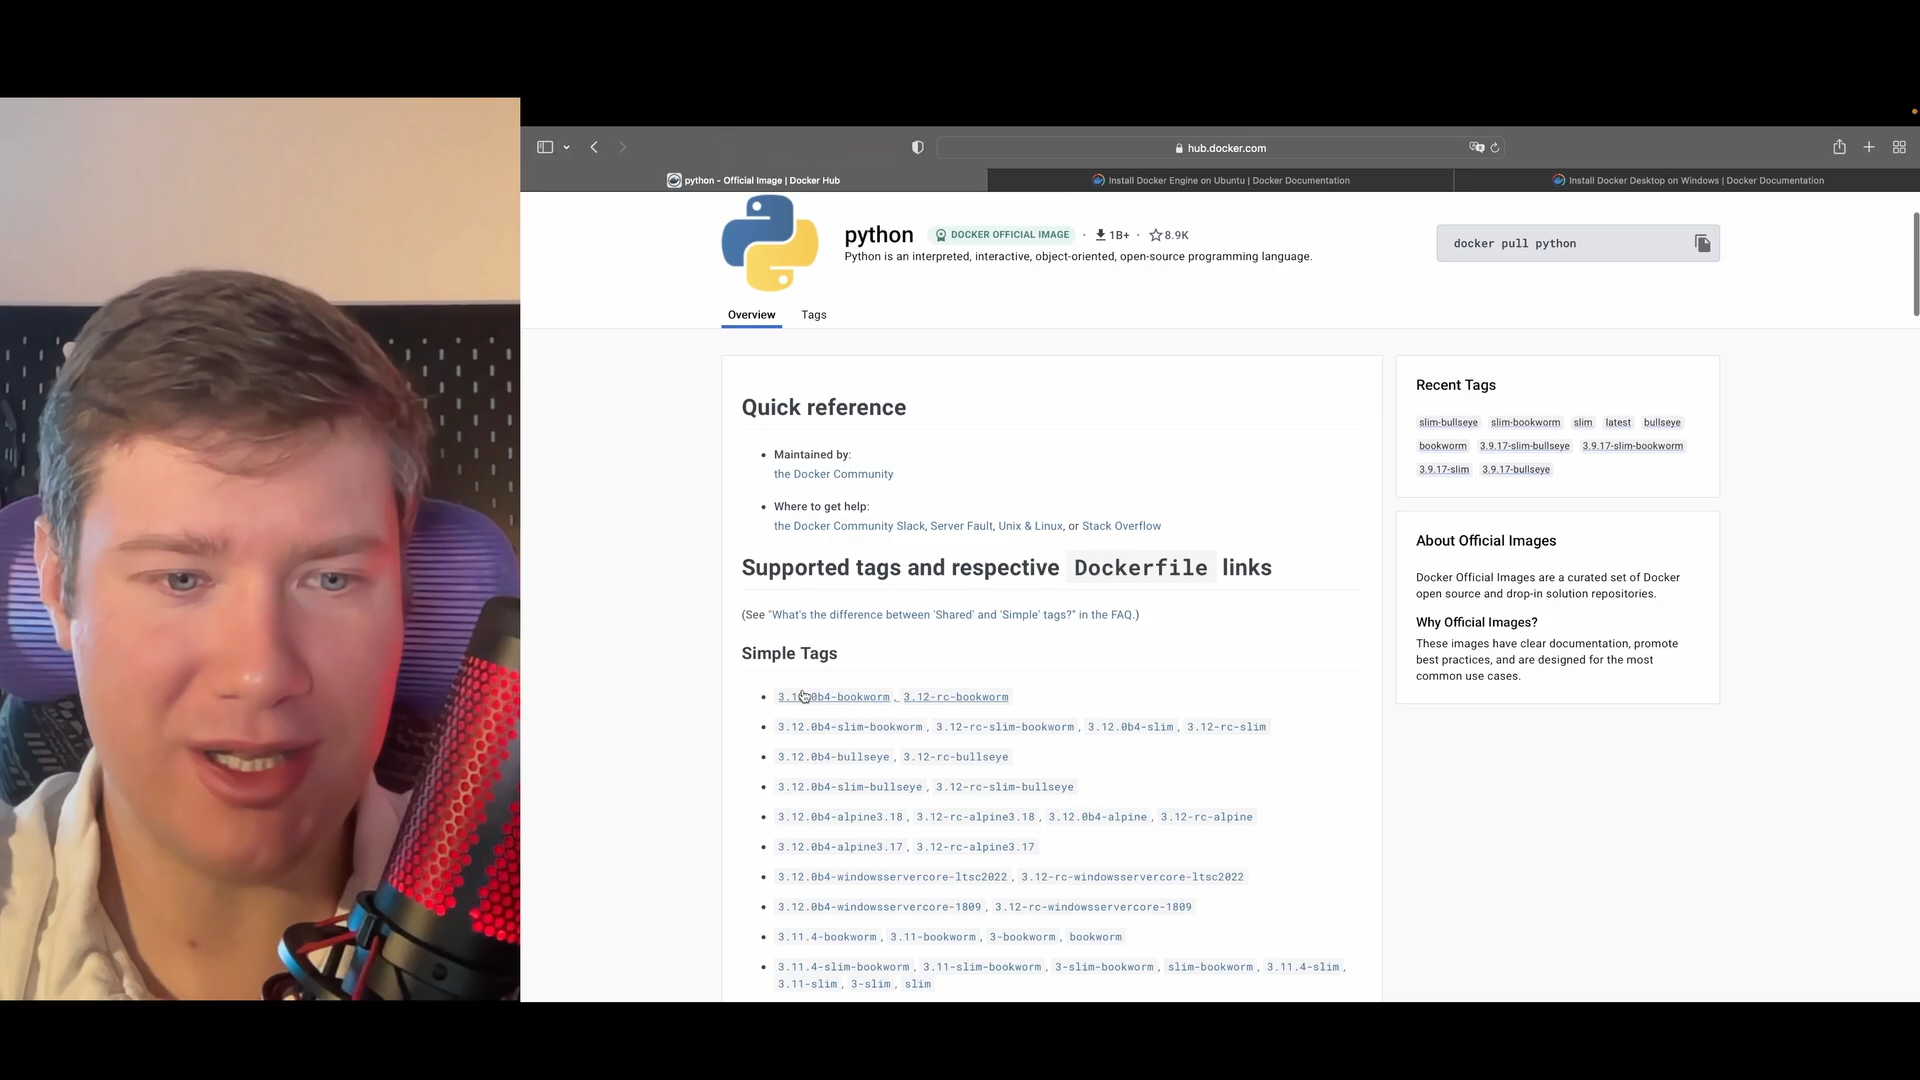 hub.docker.com
python - Official Image | Docker Hub
Install Docker Engine on Ubuntu | Docker Documentation
Install Docker Desktop on Windows | Docker Documentation
python DOCKER OFFICIAL IMAGE · 1B+ · 8.9K
Python is an interpreted, interactive, object-oriented, open-source programming language.
docker pull python
Overview Tags
Quick reference
• Maintained by:
the Docker Community
• Where to get help:
the Docker Community Slack, Server Fault, Unix & Linux, or Stack Overflow
Supported tags and respective Dockerfile links
(See "What's the difference between 'Shared' and 'Simple' tags?" in the FAQ.)
Simple Tags
• 3.12.0b4-bookworm , 3.12-rc-bookworm
• 3.12.0b4-slim-bookworm , 3.12-rc-slim-bookworm , 3.12.0b4-slim , 3.12-rc-slim
• 3.12.0b4-bullseye , 3.12-rc-bullseye
• 3.12.0b4-slim-bullseye , 3.12-rc-slim-bullseye
• 3.12.0b4-alpine3.18 , 3.12-rc-alpine3.18 , 3.12.0b4-alpine , 3.12-rc-alpine
• 3.12.0b4-alpine3.17 , 3.12-rc-alpine3.17
• 3.12.0b4-windowsservercore-ltsc2022 , 3.12-rc-windowsservercore-ltsc2022
• 3.12.0b4-windowsservercore-1809 , 3.12-rc-windowsservercore-1809
• 3.11.4-bookworm , 3.11-bookworm , 3-bookworm , bookworm
• 3.11.4-slim-bookworm , 3.11-slim-bookworm , 3-slim-bookworm , slim-bookworm , 3.11.4-slim ,
3.11-slim , 3-slim , slim
Recent Tags
slim-bullseye slim-bookworm slim latest bullseye
bookworm 3.9.17-slim-bullseye 3.9.17-slim-bookworm
3.9.17-slim 3.9.17-bullseye
About Official Images
Docker Official Images are a curated set of Docker
open source and drop-in solution repositories.
Why Official Images?
These images have clear documentation, promote
best practices, and are designed for the most
common use cases.